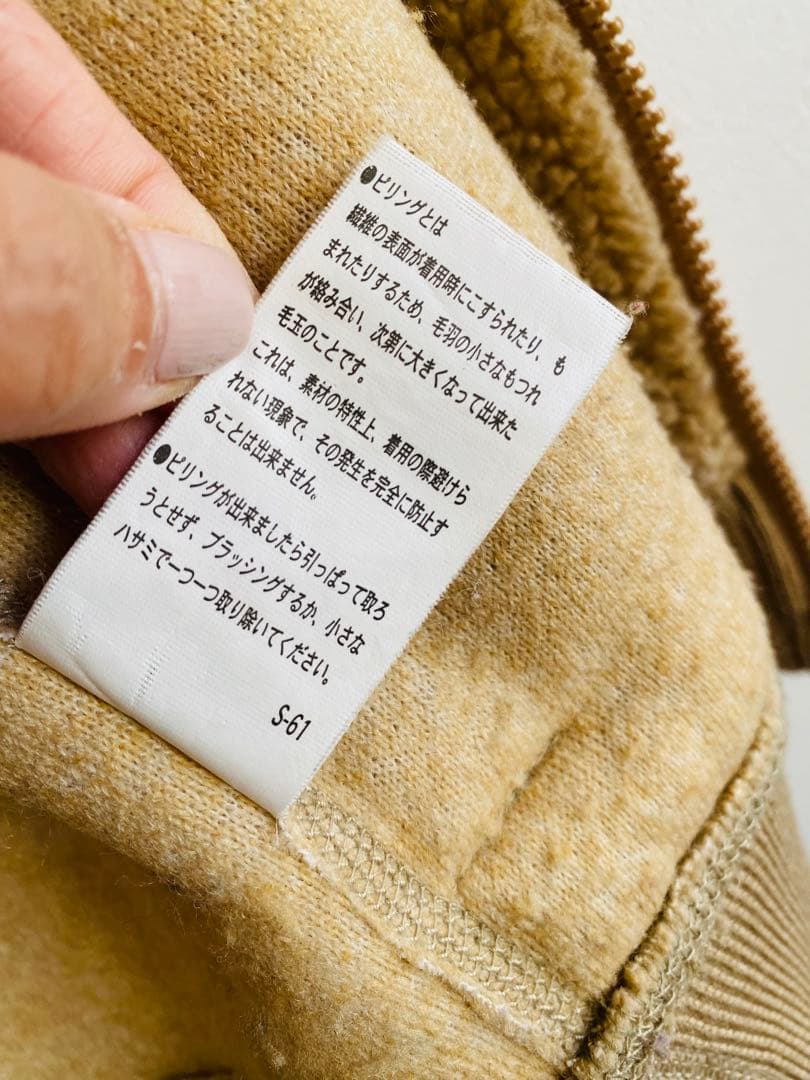 ●ピリングとは
繊維の表面が着用時にこすられたり、も
まれたりするため、毛羽の小さなもつれ
が絡み合い、次第に大きくなって出来た
毛玉のことです。
これは、素材の特性上、着用の際避けら
れない現象で、その発生を完全に防止す
ることは出来ません。
●ピリングが出来ましたら引っぱって取ろ
うとせず、ブラッシングするか、小さな
ハサミで一つ一つ取り除いてください。
S-61